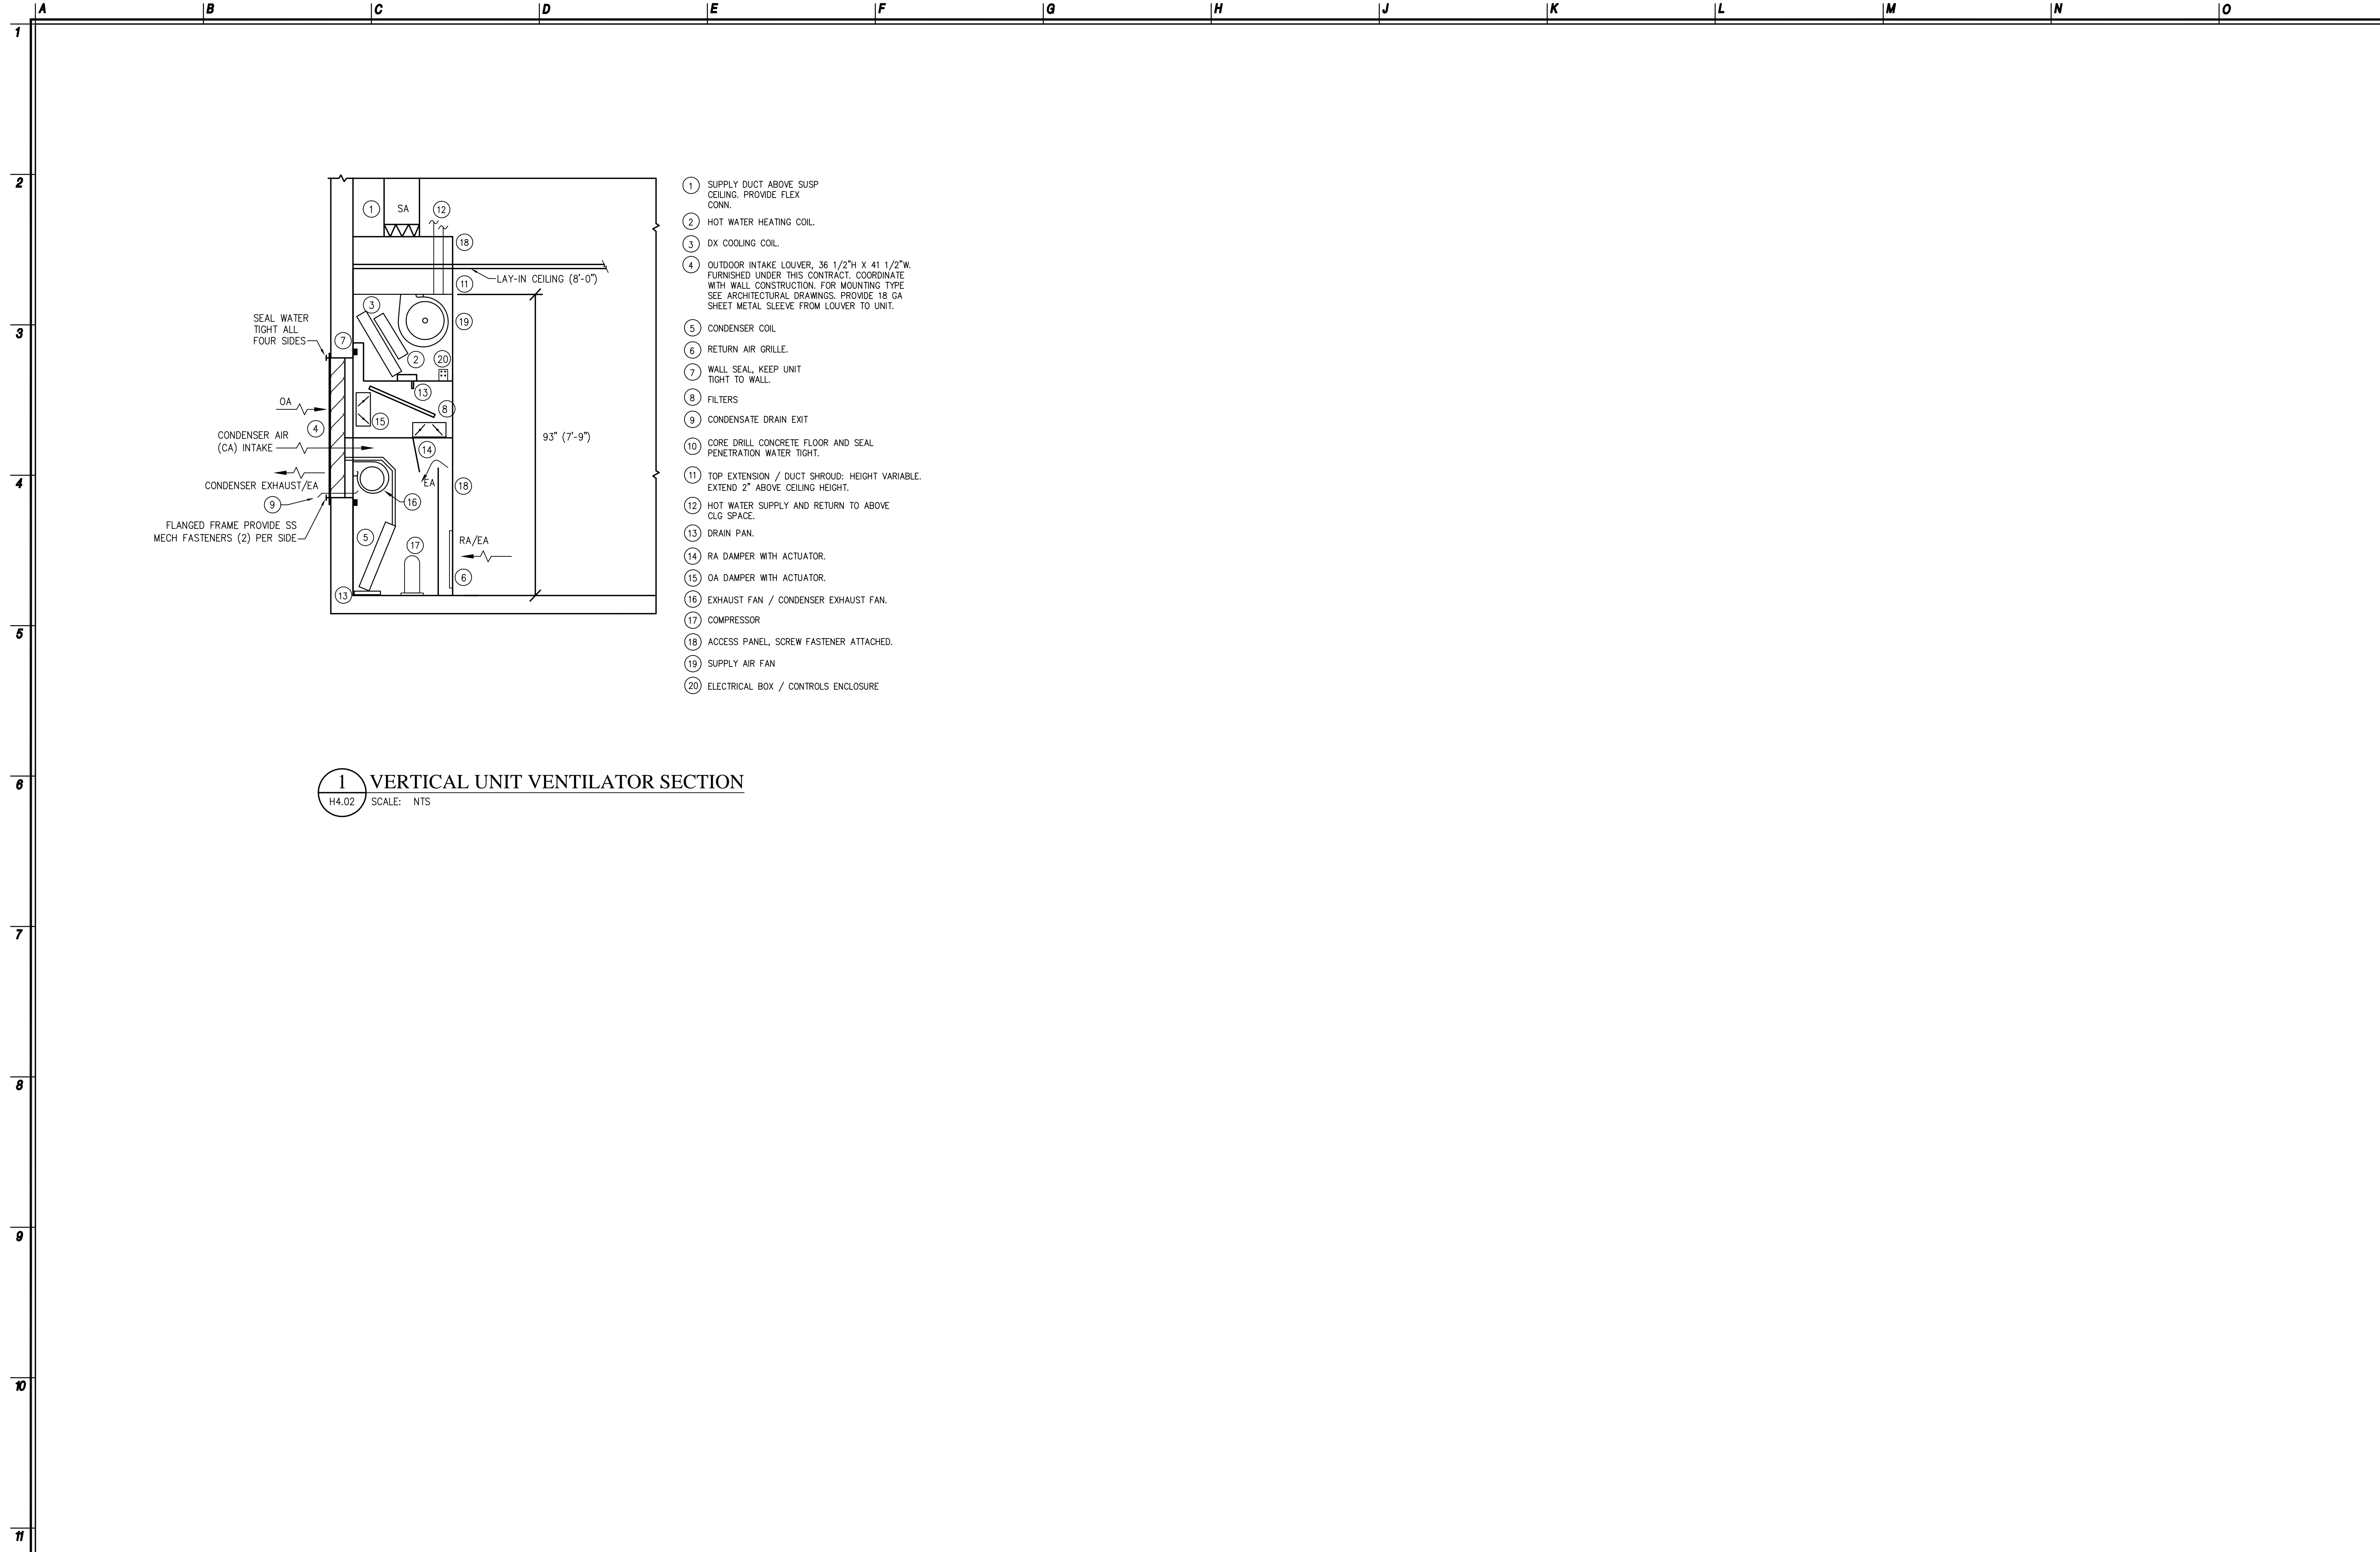 A B C D E F G H J K L M N O
1
2
3
4
5
6
7
8
9
10
11
1
SA
12
18
LAY-IN CEILING (8'-0")
11
3
19
SEAL WATER
TIGHT ALL
FOUR SIDES
7
2
20
13
OA
8
15
4
CONDENSER AIR
(CA) INTAKE
93" (7'-9")
14
CONDENSER EXHAUST/EA
EA
18
16
9
FLANGED FRAME PROVIDE SS
MECH FASTENERS (2) PER SIDE
5
17
RA/EA
6
13
1 SUPPLY DUCT ABOVE SUSP
CEILING. PROVIDE FLEX
CONN.
2 HOT WATER HEATING COIL.
3 DX COOLING COIL.
4 OUTDOOR INTAKE LOUVER, 36 1/2"H X 41 1/2"W.
FURNISHED UNDER THIS CONTRACT. COORDINATE
WITH WALL CONSTRUCTION. FOR MOUNTING TYPE
SEE ARCHITECTURAL DRAWINGS. PROVIDE 18 GA
SHEET METAL SLEEVE FROM LOUVER TO UNIT.
5 CONDENSER COIL
6 RETURN AIR GRILLE.
7 WALL SEAL, KEEP UNIT
TIGHT TO WALL.
8 FILTERS
9 CONDENSATE DRAIN EXIT
10 CORE DRILL CONCRETE FLOOR AND SEAL
PENETRATION WATER TIGHT.
11 TOP EXTENSION / DUCT SHROUD: HEIGHT VARIABLE.
EXTEND 2" ABOVE CEILING HEIGHT.
12 HOT WATER SUPPLY AND RETURN TO ABOVE
CLG SPACE.
13 DRAIN PAN.
14 RA DAMPER WITH ACTUATOR.
15 OA DAMPER WITH ACTUATOR.
16 EXHAUST FAN / CONDENSER EXHAUST FAN.
17 COMPRESSOR
18 ACCESS PANEL, SCREW FASTENER ATTACHED.
19 SUPPLY AIR FAN
20 ELECTRICAL BOX / CONTROLS ENCLOSURE
1 VERTICAL UNIT VENTILATOR SECTION
H4.02 SCALE: NTS